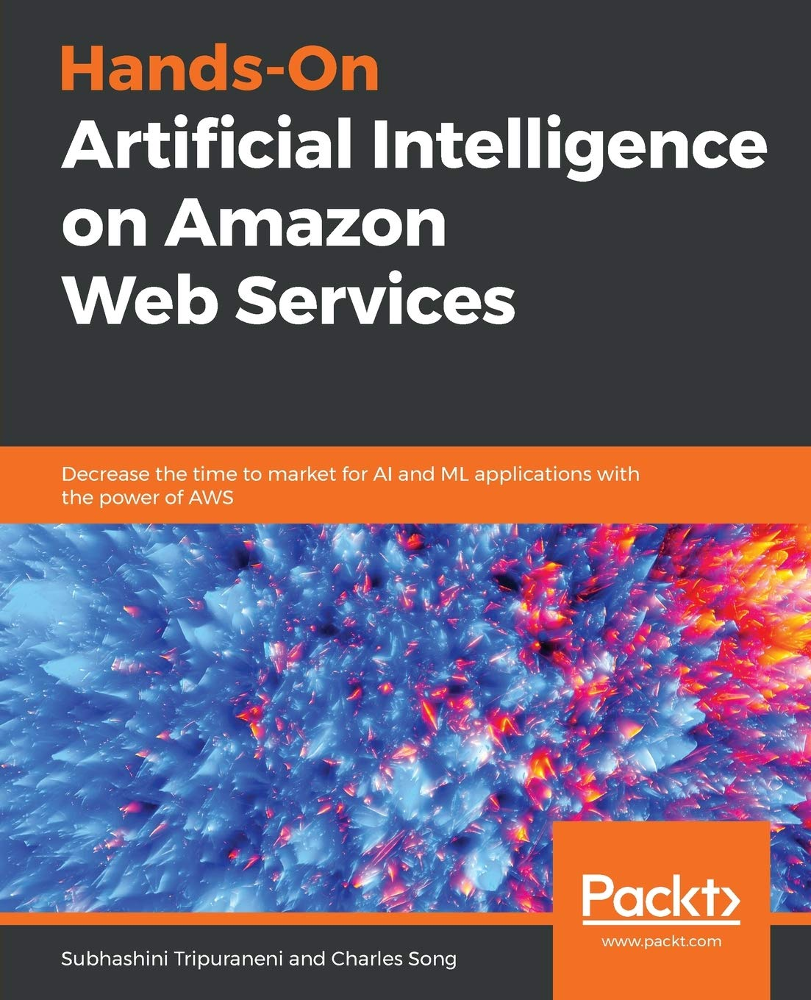 Hands-On
Artificial Intelligence
on Amazon
Web Services
Decrease the time to market for AI and ML applications with
the power of AWS
Packt>
www.packt.com
Subhashini Tripuraneni and Charles Song